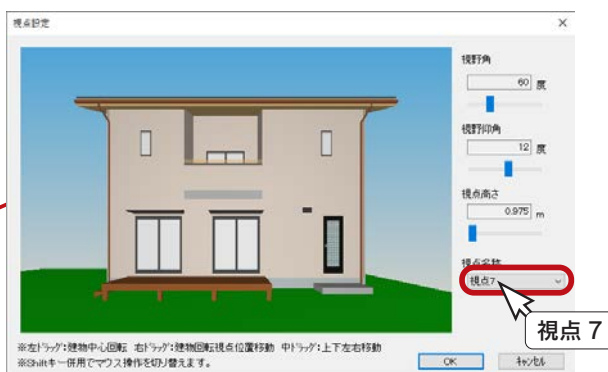 視点設定
視野角
60 度
視野仰角
12 度
視点高さ
0.975 m
視点名称
視点7
視点 7
※左ﾄﾞﾗｯｸﾞ:建物中心回転 右ﾄﾞﾗｯｸﾞ:建物回転視点位置移動 中ﾄﾞﾗｯｸﾞ:上下左右移動
※Shiftキー併用でマウス操作を切り替えます。
OK ｷｬﾝｾﾙ